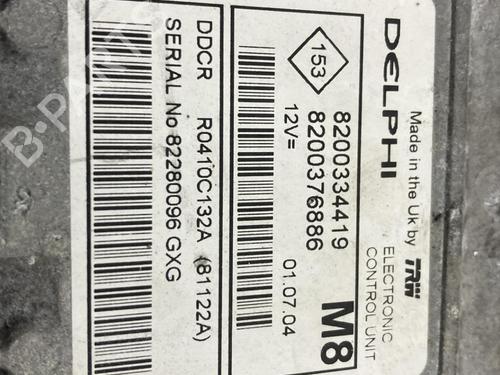 DELPHI
Made in the Uk by TRW
ELECTRONIC
CONTROL UNIT
153
8200334419
8200376886
M8
12V=
01.07.04
DDCR R0410C132A (81122A)
SERIAL No 82280096 GXG
B-PARTS